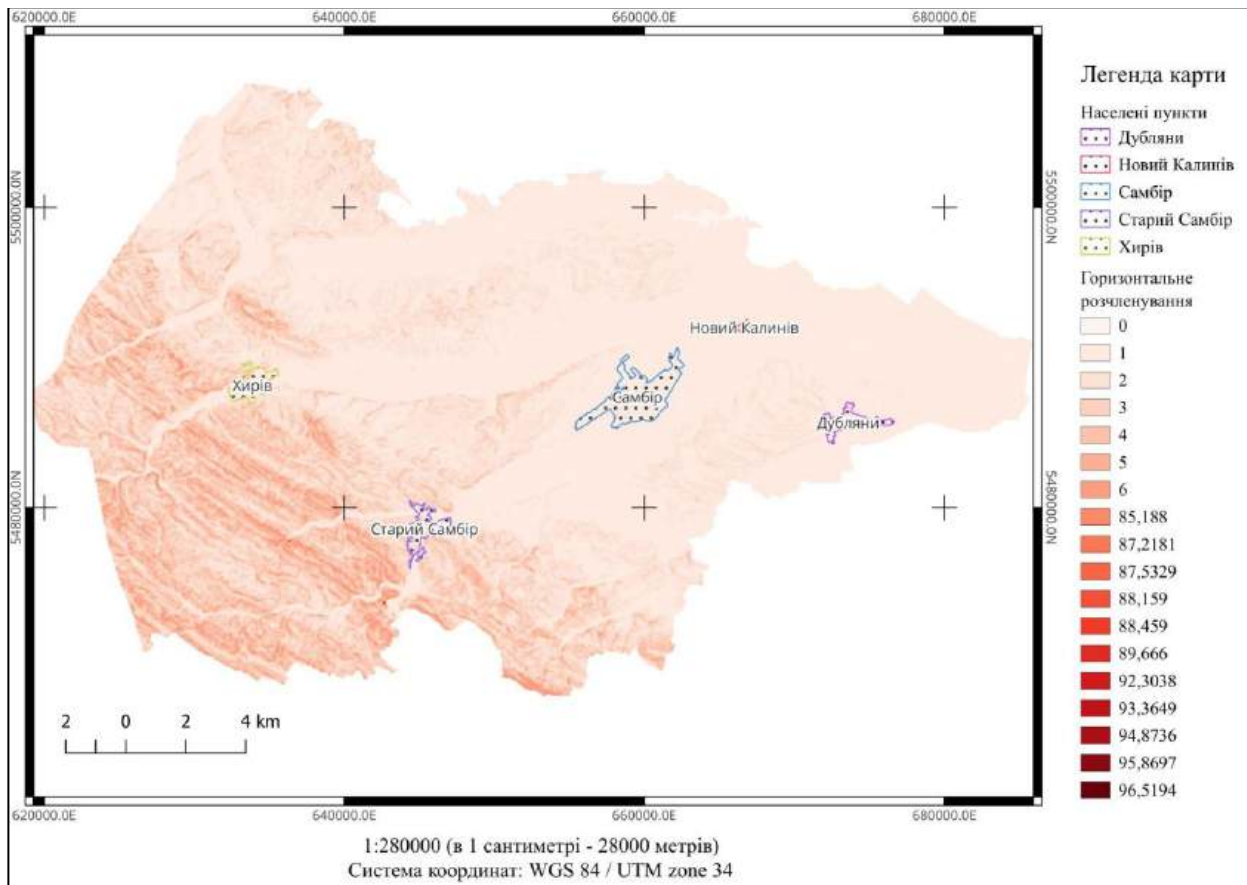 620000.0E 640000.0E 660000.0E 680000.0E
Легенда карти
Населені пункти
Дубляни
Новий Калинів
Самбір
Старий Самбір
Хирів
Горизонтальне
розчленування
0
1
2
3
4
5
6
85,188
87,2181
87,5329
88,159
88,459
89,666
92,3038
93,3649
94,8736
95,8697
96,5194
5500000.0N 5500000.0N
Новий Калинів
Хирів
Самбір
Дубляни
5480000.0N 5480000.0N
Старий Самбір
2 0 2 4 km
620000.0E 640000.0E 660000.0E 680000.0E
1:280000 (в 1 сантиметрі - 28000 метрів)
Система координат: WGS 84 / UTM zone 34